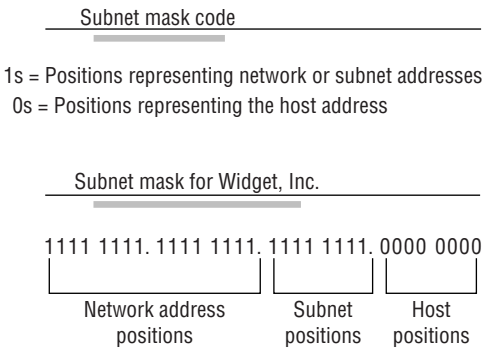 Subnet mask code
1s = Positions representing network or subnet addresses
0s = Positions representing the host address
Subnet mask for Widget, Inc.
1111 1111. 1111 1111. 1111 1111. 0000 0000
Network address positions
Subnet positions
Host positions